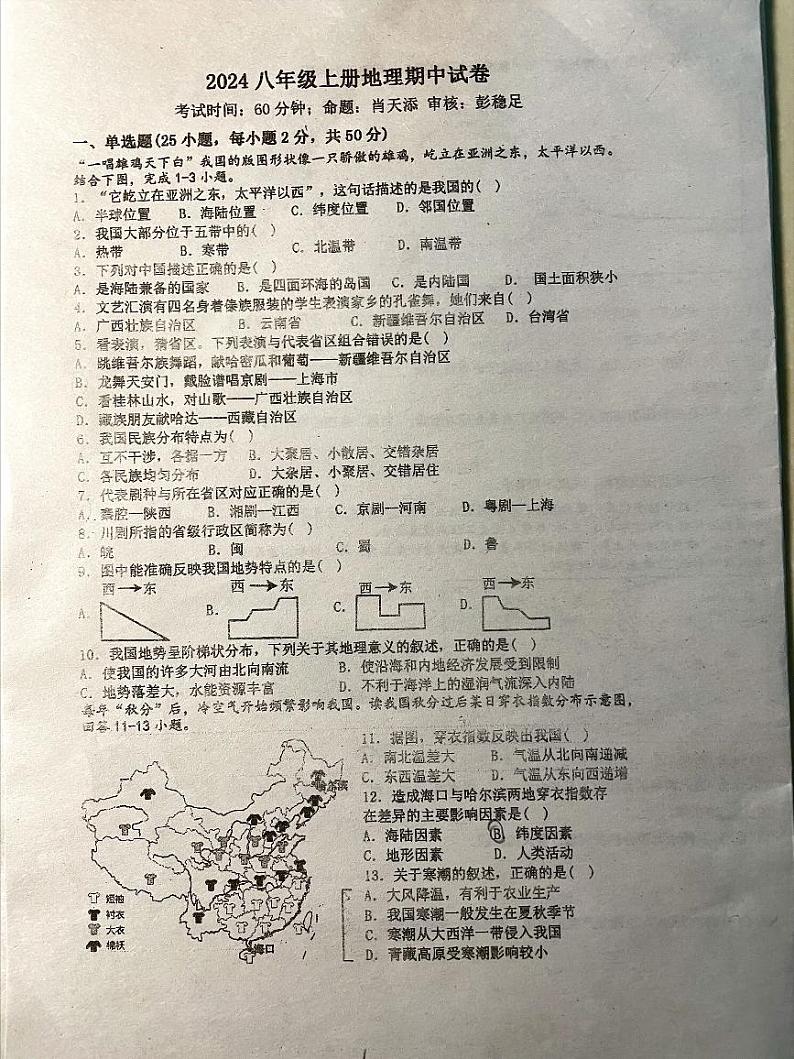 2024 八年级上册地理期中试卷
考试时间：60 分钟；命题：肖天添 审核：彭稳足
一、单选题(25 小题，每小题 2 分，共 50 分)
“一唱雄鸡天下白”我国的版图形状像一只骄傲的雄鸡，屹立在亚洲之东，太平洋以西。
结合下图，完成 1-3 小题。
1．“它屹立在亚洲之东，太平洋以西”，这句话描述的是我国的( )
A．半球位置 B．海陆位置 C．纬度位置 D．邻国位置
2．我国大部分位于五带中的( )
A．热带 B．寒带 C．北温带 D．南温带
3．下列对中国描述正确的是( )
A．是海陆兼备的国家 B．是四面环海的岛国 C．是内陆国 D． 国土面积狭小
4．文艺汇演有四名身着傣族服装的学生表演家乡的孔雀舞，她们来自( )
A．广西壮族自治区 B．云南省 C．新疆维吾尔自治区 D．台湾省
5．看表演，猜省区。下列表演与代表省区组合错误的是( )
A．跳维吾尔族舞蹈，献哈密瓜和葡萄——新疆维吾尔自治区
B．龙舞天安门，戴脸谱唱京剧——上海市
C．看桂林山水，对山歌——广西壮族自治区
D．藏族朋友献哈达——西藏自治区
6．我国民族分布特点为( )
A．互不干涉，各据一方 B．大聚居、小散居、交错杂居
C．各民族均匀分布 D．大杂居、小聚居、交错居住
7．代表剧种与所在省区对应正确的是( )
A．秦腔—陕西 B．湘剧—江西 C．京剧—河南 D．粤剧—上海
8．川剧所指的省级行政区简称为( )
A．皖 B．闽 C．蜀 D．鲁
9．图中能准确反映我国地势特点的是( )
西→东 西→东 西→东 西→东
A． B． C． D．
10．我国地势呈阶梯状分布，下列关于其地理意义的叙述，正确的是( )
A．使我国的许多大河由北向南流 B．使沿海和内地经济发展受到限制
C．地势落差大，水能资源丰富 D．不利于海洋上的湿润气流深入内陆
每年“秋分”后，冷空气开始频繁影响我国。读我国秋分过后某日穿衣指数分布示意图，
回答 11-13 小题。
11．据图，穿衣指数反映出我国( )
A．南北温差大 B．气温从北向南递减
C．东西温差大 D．气温从东向西递增
12．造成海口与哈尔滨两地穿衣指数存
在差异的主要影响因素是( )
A．海陆因素 B 纬度因素
C．地形因素 D．人类活动
13．关于寒潮的叙述，正确的是( )
A．大风降温，有利于农业生产
B．我国寒潮一般发生在夏秋季节
C．寒潮从大西洋一带侵入我国
D．青藏高原受寒潮影响较小
哈尔滨
短袖
衬衣
大衣
棉袄
海口